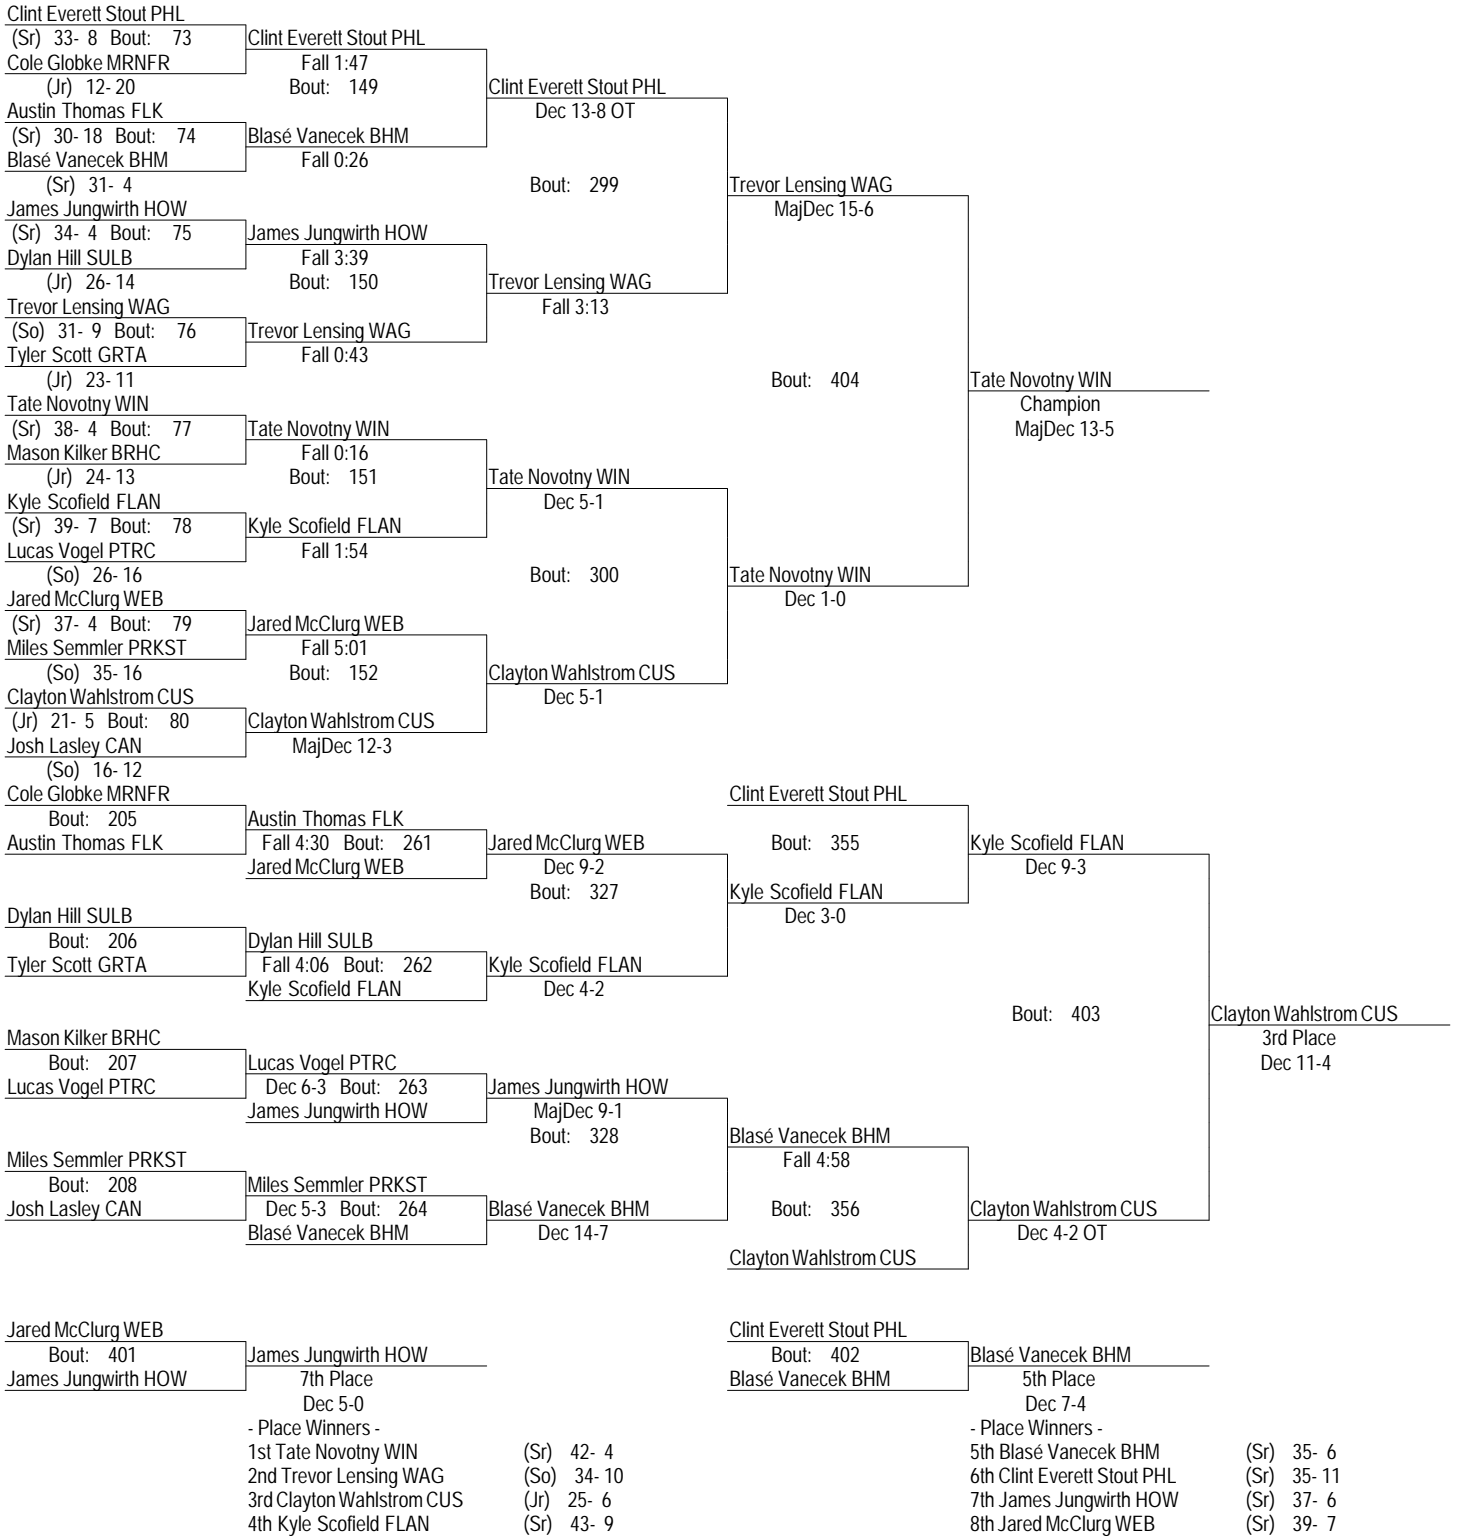 Clint Everett Stout PHL
(Sr) 33- 8 Bout: 73 Clint Everett Stout PHL
Cole Globke MRNFR Fall 1:47
(Jr) 12- 20 Bout: 149 Clint Everett Stout PHL
Austin Thomas FLK Dec 13-8 OT
(Sr) 30- 18 Bout: 74 Blasé Vanecek BHM
Blasé Vanecek BHM Fall 0:26
(Sr) 31- 4 Bout: 299 Trevor Lensing WAG
James Jungwirth HOW MajDec 15-6
(Sr) 34- 4 Bout: 75 James Jungwirth HOW
Dylan Hill SULB Fall 3:39
(Jr) 26- 14 Bout: 150 Trevor Lensing WAG
Trevor Lensing WAG Fall 3:13
(So) 31- 9 Bout: 76 Trevor Lensing WAG
Tyler Scott GRTA Fall 0:43
(Jr) 23- 11 Bout: 404 Tate Novotny WIN
Tate Novotny WIN Champion
(Sr) 38- 4 Bout: 77 Tate Novotny WIN MajDec 13-5
Mason Kilker BRHC Fall 0:16
(Jr) 24- 13 Bout: 151 Tate Novotny WIN
Kyle Scofield FLAN Dec 5-1
(Sr) 39- 7 Bout: 78 Kyle Scofield FLAN
Lucas Vogel PTRC Fall 1:54
(So) 26- 16 Bout: 300 Tate Novotny WIN
Jared McClurg WEB Dec 1-0
(Sr) 37- 4 Bout: 79 Jared McClurg WEB
Miles Semmler PRKST Fall 5:01
(So) 35- 16 Bout: 152 Clayton Wahlstrom CUS
Clayton Wahlstrom CUS Dec 5-1
(Jr) 21- 5 Bout: 80 Clayton Wahlstrom CUS
Josh Lasley CAN MajDec 12-3
(So) 16- 12
Cole Globke MRNFR Clint Everett Stout PHL
Bout: 205 Austin Thomas FLK
Austin Thomas FLK Fall 4:30 Bout: 261 Jared McClurg WEB Bout: 355 Kyle Scofield FLAN
Jared McClurg WEB Dec 9-2 Dec 9-3
Bout: 327 Kyle Scofield FLAN
Dylan Hill SULB Dec 3-0
Bout: 206 Dylan Hill SULB
Tyler Scott GRTA Fall 4:06 Bout: 262 Kyle Scofield FLAN
Kyle Scofield FLAN Dec 4-2
Bout: 403 Clayton Wahlstrom CUS
Mason Kilker BRHC 3rd Place
Bout: 207 Lucas Vogel PTRC Dec 11-4
Lucas Vogel PTRC Dec 6-3 Bout: 263 James Jungwirth HOW
James Jungwirth HOW MajDec 9-1
Bout: 328 Blasé Vanecek BHM
Miles Semmler PRKST Fall 4:58
Bout: 208 Miles Semmler PRKST
Josh Lasley CAN Dec 5-3 Bout: 264 Blasé Vanecek BHM Bout: 356 Clayton Wahlstrom CUS
Blasé Vanecek BHM Dec 14-7 Dec 4-2 OT
Clayton Wahlstrom CUS
Jared McClurg WEB Clint Everett Stout PHL
Bout: 401 James Jungwirth HOW Bout: 402 Blasé Vanecek BHM
James Jungwirth HOW 7th Place Blasé Vanecek BHM 5th Place
Dec 5-0 Dec 7-4
- Place Winners - - Place Winners -
1st Tate Novotny WIN (Sr) 42- 4 5th Blasé Vanecek BHM (Sr) 35- 6
2nd Trevor Lensing WAG (So) 34- 10 6th Clint Everett Stout PHL (Sr) 35- 11
3rd Clayton Wahlstrom CUS (Jr) 25- 6 7th James Jungwirth HOW (Sr) 37- 6
4th Kyle Scofield FLAN (Sr) 43- 9 8th Jared McClurg WEB (Sr) 39- 7